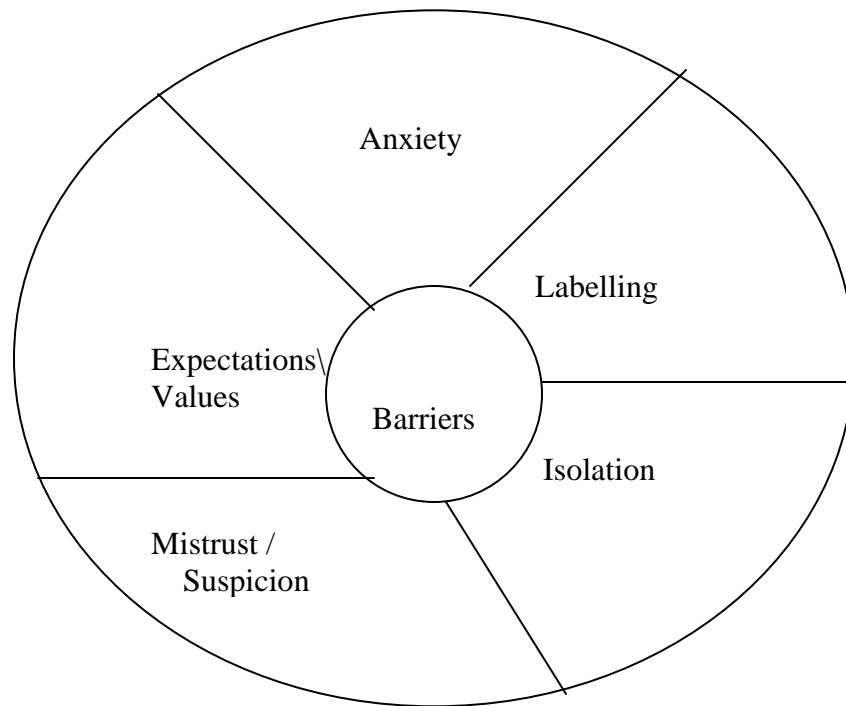 Anxiety
Labelling
Expectations\
Values
Barriers
Isolation
Mistrust /
Suspicion